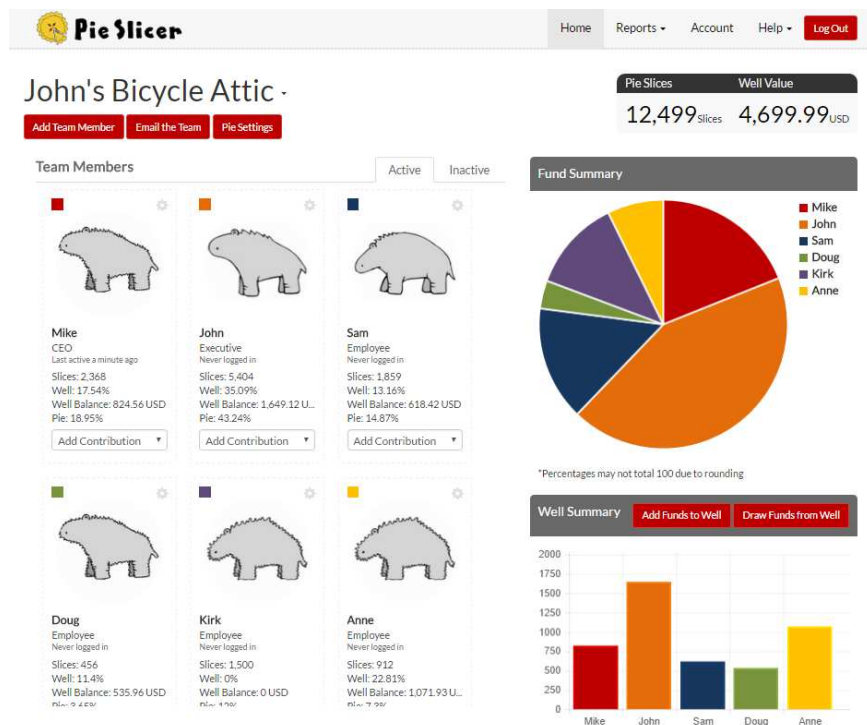 Pie Slicer
Home Reports Account Help Log Out
John's Bicycle Attic
Pie Slices Well Value
12,499 Slices 4,699.99 USD
Add Team Member Email the Team Pie Settings
Team Members Active Inactive
Mike
CEO
Last active a minute ago
Slices: 2,368
Well: 17.54%
Well Balance: 824.56 USD
Pie: 18.95%
Add Contribution
John
Executive
Never logged in
Slices: 5,404
Well: 35.09%
Well Balance: 1,649.12 U...
Pie: 43.24%
Add Contribution
Sam
Employee
Never logged in
Slices: 1,859
Well: 13.16%
Well Balance: 618.42 USD
Pie: 14.87%
Add Contribution
Doug
Employee
Never logged in
Slices: 456
Well: 11.4%
Well Balance: 535.96 USD
Pie: 3.65%
Kirk
Employee
Never logged in
Slices: 1,500
Well: 0%
Well Balance: 0 USD
Pie: 12%
Anne
Employee
Never logged in
Slices: 912
Well: 22.81%
Well Balance: 1,071.93 U...
Pie: 7.3%
Fund Summary
Mike
John
Sam
Doug
Kirk
Anne
*Percentages may not total 100 due to rounding
Well Summary Add Funds to Well Draw Funds from Well
2000
1750
1500
1250
1000
750
500
250
0
Mike John Sam Doug Anne